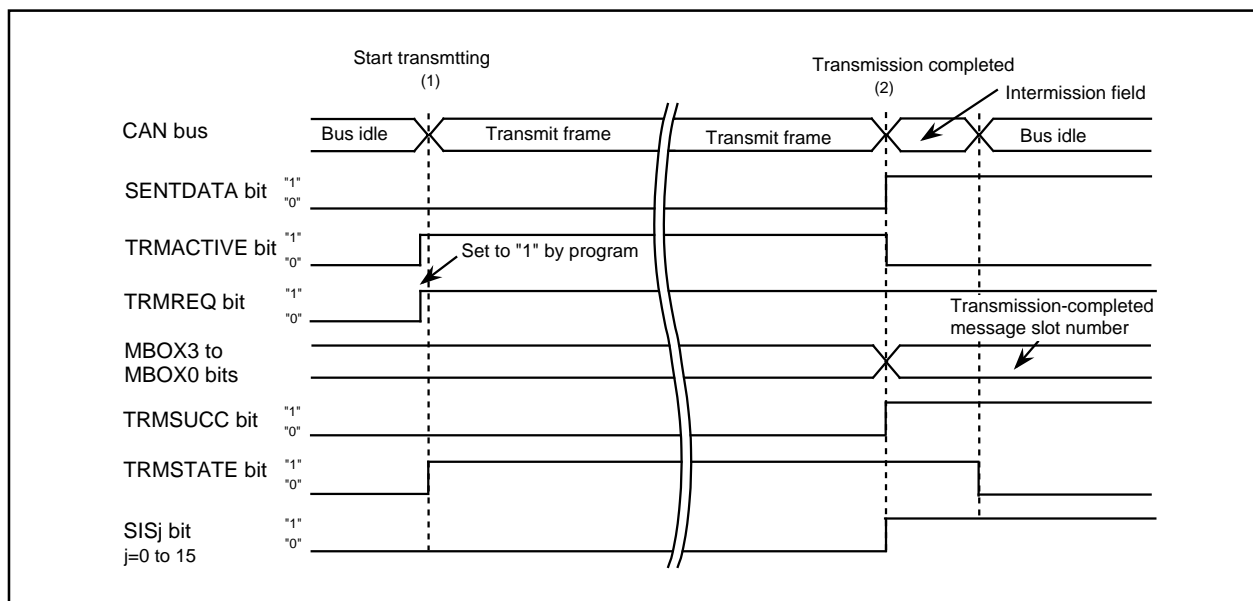 Start transmtting
(1)
Transmission completed
(2)
Intermission field
CAN bus
Bus idle
Transmit frame
Transmit frame
Bus idle
SENTDATA bit
"1"
"0"
TRMACTIVE bit
"1"
"0"
Set to "1" by program
TRMREQ bit
"1"
"0"
Transmission-completed
message slot number
MBOX3 to
MBOX0 bits
TRMSUCC bit
"1"
"0"
TRMSTATE bit
"1"
"0"
SISj bit
j=0 to 15
"1"
"0"